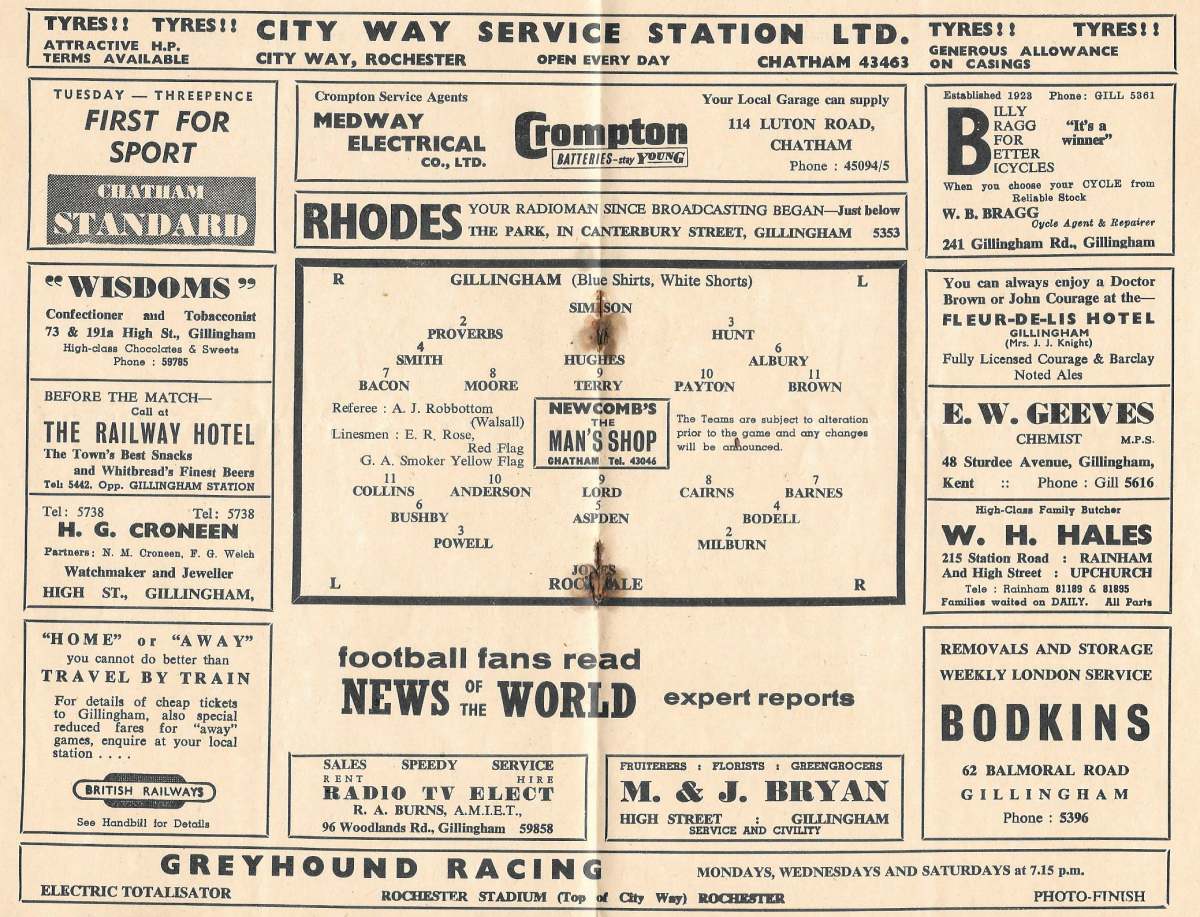 TYRES!! TYRES!! CITY WAY SERVICE STATION LTD. TYRES!! TYRES!!
ATTRACTIVE H.P. TERMS AVAILABLE
CITY WAY, ROCHESTER OPEN EVERY DAY CHATHAM 43463
GENEROUS ALLOWANCE ON CASINGS
TUESDAY — THREEPENCE
FIRST FOR
SPORT
CHATHAM
STANDARD
Crompton Service Agents
MEDWAY
ELECTRICAL
CO., LTD.
Crompton
BATTERIES-stay YOUNG
Your Local Garage can supply
114 LUTON ROAD,
CHATHAM
Phone : 45094/5
Established 1923 Phone: GILL 5361
BILLY
BRAGG
FOR
BETTER
BICYCLES
"It's a
winner"
When you choose your CYCLE from
Reliable Stock
W. B. BRAGG
Cycle Agent & Repairer
241 Gillingham Rd., Gillingham
RHODES
YOUR RADIOMAN SINCE BROADCASTING BEGAN—Just below
THE PARK, IN CANTERBURY STREET, GILLINGHAM 5353
"WISDOMS"
Confectioner and Tobacconist
73 & 191a High St., Gillingham
High-class Chocolates & Sweets
Phone : 59785
BEFORE THE MATCH—
Call at
THE RAILWAY HOTEL
The Town's Best Snacks
and Whitbread's Finest Beers
Tel: 5442. Opp. GILLINGHAM STATION
Tel: 5738 Tel: 5738
H. G. CRONEEN
Partners: N. M. Croneen, F. G. Welch
Watchmaker and Jeweller
HIGH ST., GILLINGHAM,
R GILLINGHAM (Blue Shirts, White Shorts) L
SIMPSON
2 3
PROVERBS HUNT
4 6
SMITH HUGHES ALBURY
7 8 9 10 11
BACON MOORE TERRY PAYTON BROWN
Referee : A. J. Robbottom
(Walsall)
Linesmen : E. R. Rose,
Red Flag
G. A. Smoker Yellow Flag
NEWCOMB'S
THE
MAN'S SHOP
CHATHAM Tel. 43046
The Teams are subject to alteration
prior to the game and any changes
will be announced.
11 10 9 8 7
COLLINS ANDERSON LORD CAIRNS BARNES
6 5 4
BUSHBY ASPDEN BODELL
3 2
POWELL MILBURN
JONES
L ROCHDALE R
You can always enjoy a Doctor
Brown or John Courage at the—
FLEUR-DE-LIS HOTEL
GILLINGHAM
(Mrs. J. J. Knight)
Fully Licensed Courage & Barclay
Noted Ales
E. W. GEEVES
CHEMIST M.P.S.
48 Sturdee Avenue, Gillingham,
Kent :: Phone : Gill 5616
High-Class Family Butcher
W. H. HALES
215 Station Road : RAINHAM
And High Street : UPCHURCH
Tele : Rainham 81189 & 81895
Families waited on DAILY. All Parts
"HOME" or "AWAY"
you cannot do better than
TRAVEL BY TRAIN
For details of cheap tickets
to Gillingham, also special
reduced fares for "away"
games, enquire at your local
station . . . .
BRITISH RAILWAYS
See Handbill for Details
football fans read
NEWS OF THE WORLD expert reports
SALES SPEEDY SERVICE
RENT HIRE
RADIO TV ELECT
R. A. BURNS, A.M.I.E.T.,
96 Woodlands Rd., Gillingham 59858
FRUITERERS : FLORISTS : GREENGROCERS
M. & J. BRYAN
HIGH STREET : GILLINGHAM
SERVICE AND CIVILITY
REMOVALS AND STORAGE
WEEKLY LONDON SERVICE
BODKINS
62 BALMORAL ROAD
GILLINGHAM
Phone : 5396
GREYHOUND RACING MONDAYS, WEDNESDAYS AND SATURDAYS at 7.15 p.m.
ELECTRIC TOTALISATOR ROCHESTER STADIUM (Top of City Way) ROCHESTER PHOTO-FINISH